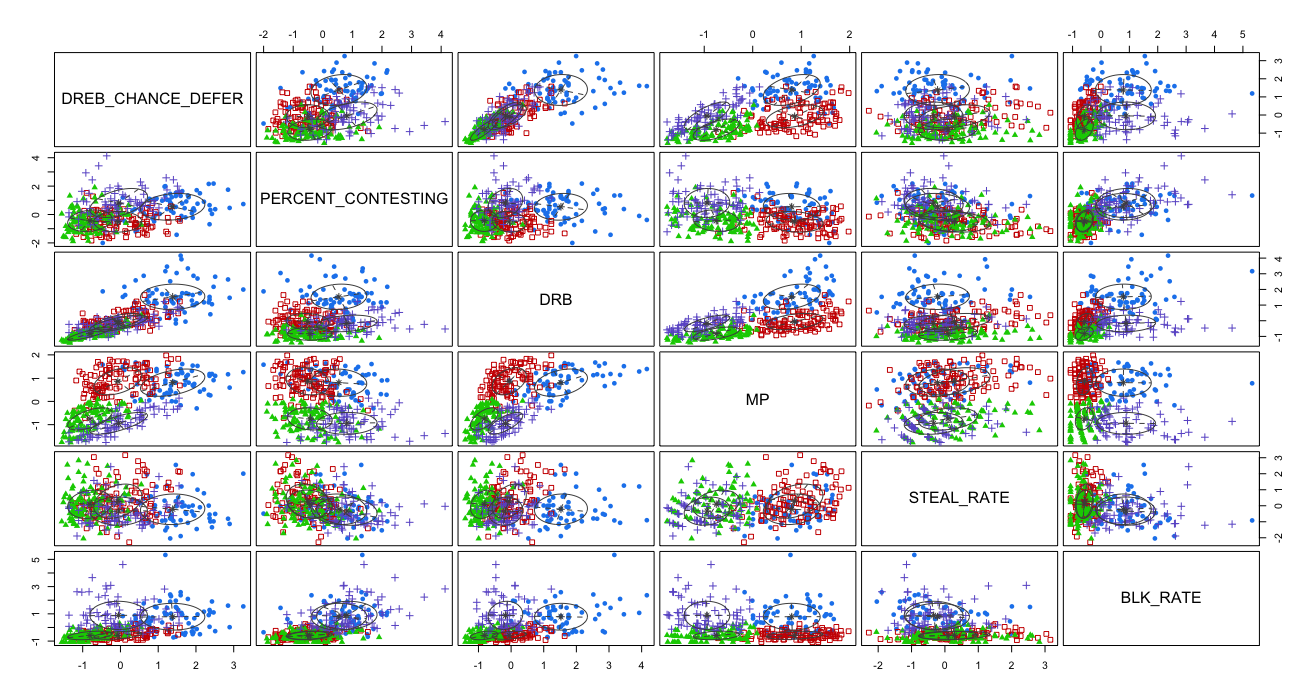 -2 -1 0 1 2 3 4
-1 0 1 2
-1 0 1 2 3 4 5
DREB_CHANCE_DEFER
-1 0 1 2 3
-2 0 2 4
PERCENT_CONTESTING
DRB
-1 0 1 2 3 4
-1 0 1 2
MP
STEAL_RATE
-2 0 1 2 3
-1 1 3 5
BLK_RATE
-1 0 1 2 3
-1 0 1 2 3 4
-2 -1 0 1 2 3